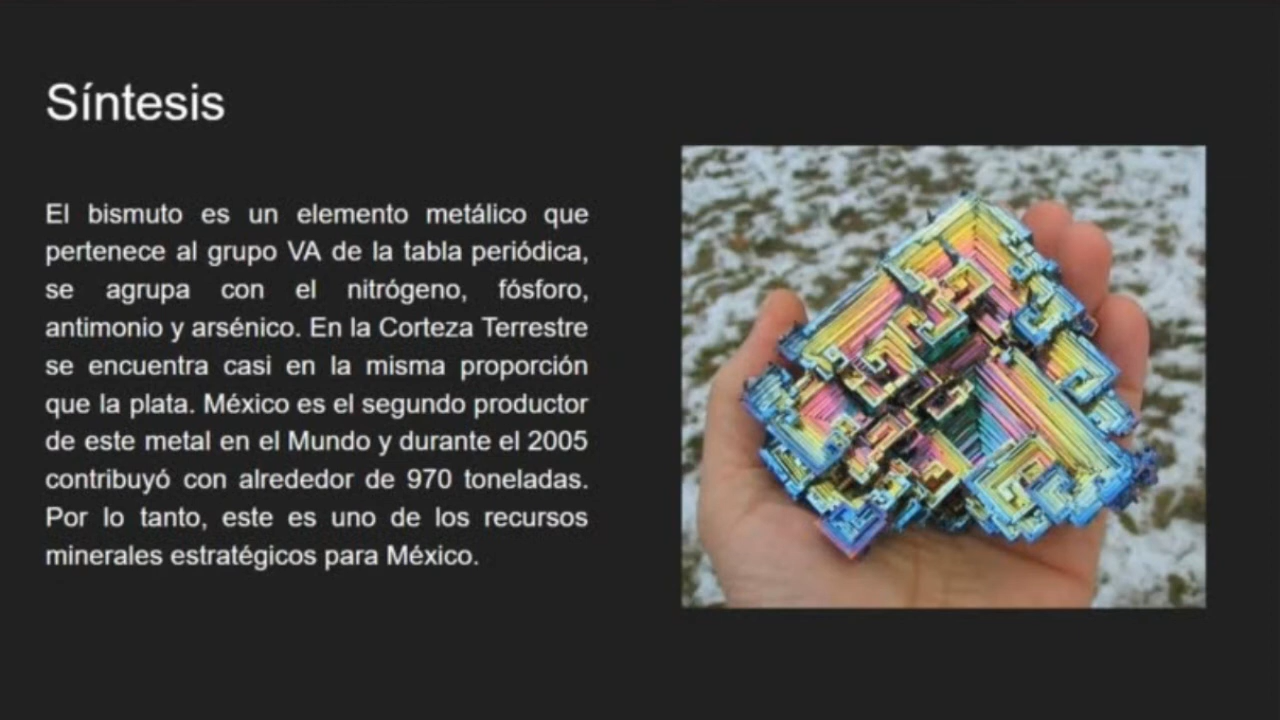 Síntesis
El bismuto es un elemento metálico que
pertenece al grupo VA de la tabla periódica,
se agrupa con el nitrógeno, fósforo,
antimonio y arsénico. En la Corteza Terrestre
se encuentra casi en la misma proporción
que la plata. México es el segundo productor
de este metal en el Mundo y durante el 2005
contribuyó con alrededor de 970 toneladas.
Por lo tanto, este es uno de los recursos
minerales estratégicos para México.